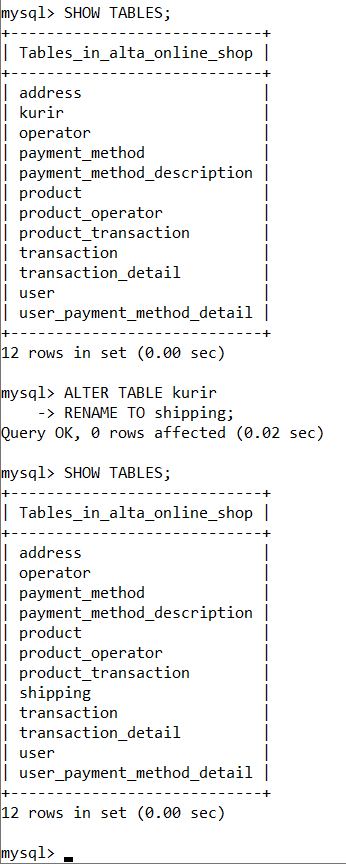 mysql> SHOW TABLES;
+---------------------------+
| Tables_in_alta_online_shop |
+---------------------------+
| address                    |
| kurir                      |
| operator                   |
| payment_method             |
| payment_method_description |
| product                    |
| product_operator           |
| product_transaction        |
| transaction                |
| transaction_detail         |
| user                       |
| user_payment_method_detail |
+---------------------------+
12 rows in set (0.00 sec)
mysql> ALTER TABLE kurir
    -> RENAME TO shipping;
Query OK, 0 rows affected (0.02 sec)
mysql> SHOW TABLES;
+---------------------------+
| Tables_in_alta_online_shop |
+---------------------------+
| address                    |
| operator                   |
| payment_method             |
| payment_method_description |
| product                    |
| product_operator           |
| product_transaction        |
| shipping                   |
| transaction                |
| transaction_detail         |
| user                       |
| user_payment_method_detail |
+---------------------------+
12 rows in set (0.00 sec)
mysql>